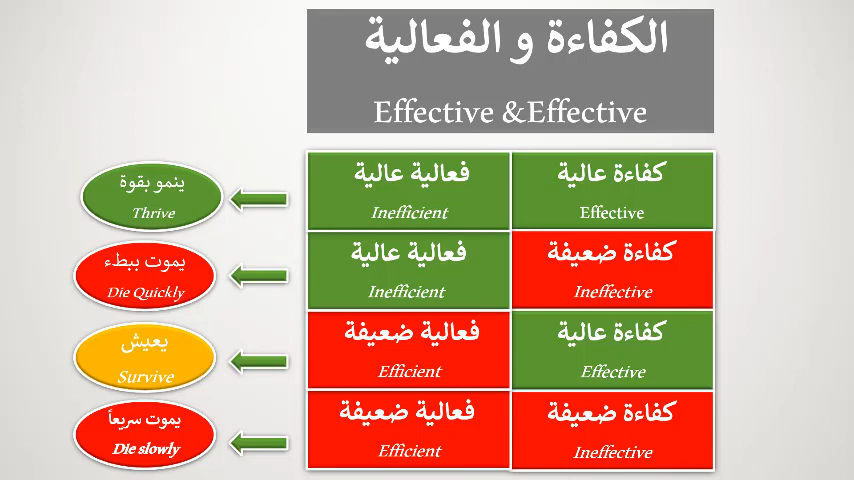 الكفاءة و الفعالية
Effective &Effective
كفاءة عالية
Effective
فعالية عالية
Inefficient
ينمو بقوة
Thrive
كفاءة ضعيفة
Ineffective
فعالية عالية
Inefficient
يموت ببطء
Die Quickly
كفاءة عالية
Effective
فعالية ضعيفة
Efficient
يعيش
Survive
كفاءة ضعيفة
Ineffective
فعالية ضعيفة
Efficient
يموت سريعاً
Die slowly